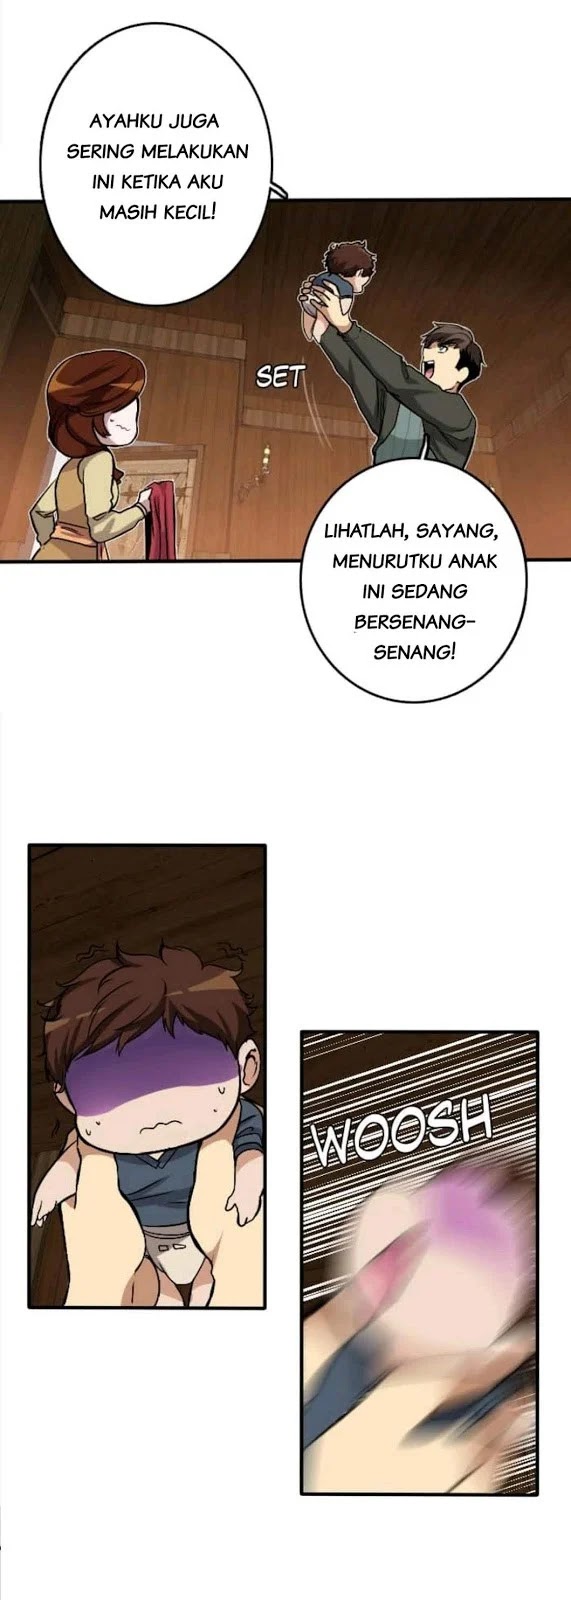 AYAHKU JUGA
SERING MELAKUKAN
INI KETIKA AKU
MASIH KECIL!
SET
LIHATLAH, SAYANG,
MENURUTKU ANAK
INI SEDANG
BERSENANG-
SENANG!
WOOSH